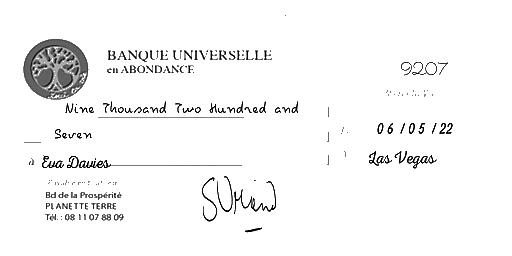 BANQUE UNIVERSELLE
en ABONDANCE
9207
Nine Thousand Two Hundred and
Seven
06/05/22
à Eva Davies
Las Vegas
Bd de la Prospérité
PLANETTE TERRE
Tél. : 08 11 07 88 09